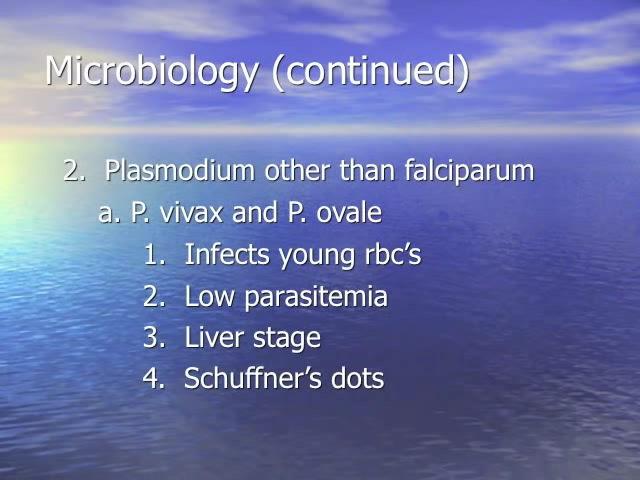 Microbiology (continued)
2. Plasmodium other than falciparum
a. P. vivax and P. ovale
1. Infects young rbc’s
2. Low parasitemia
3. Liver stage
4. Schuffner’s dots